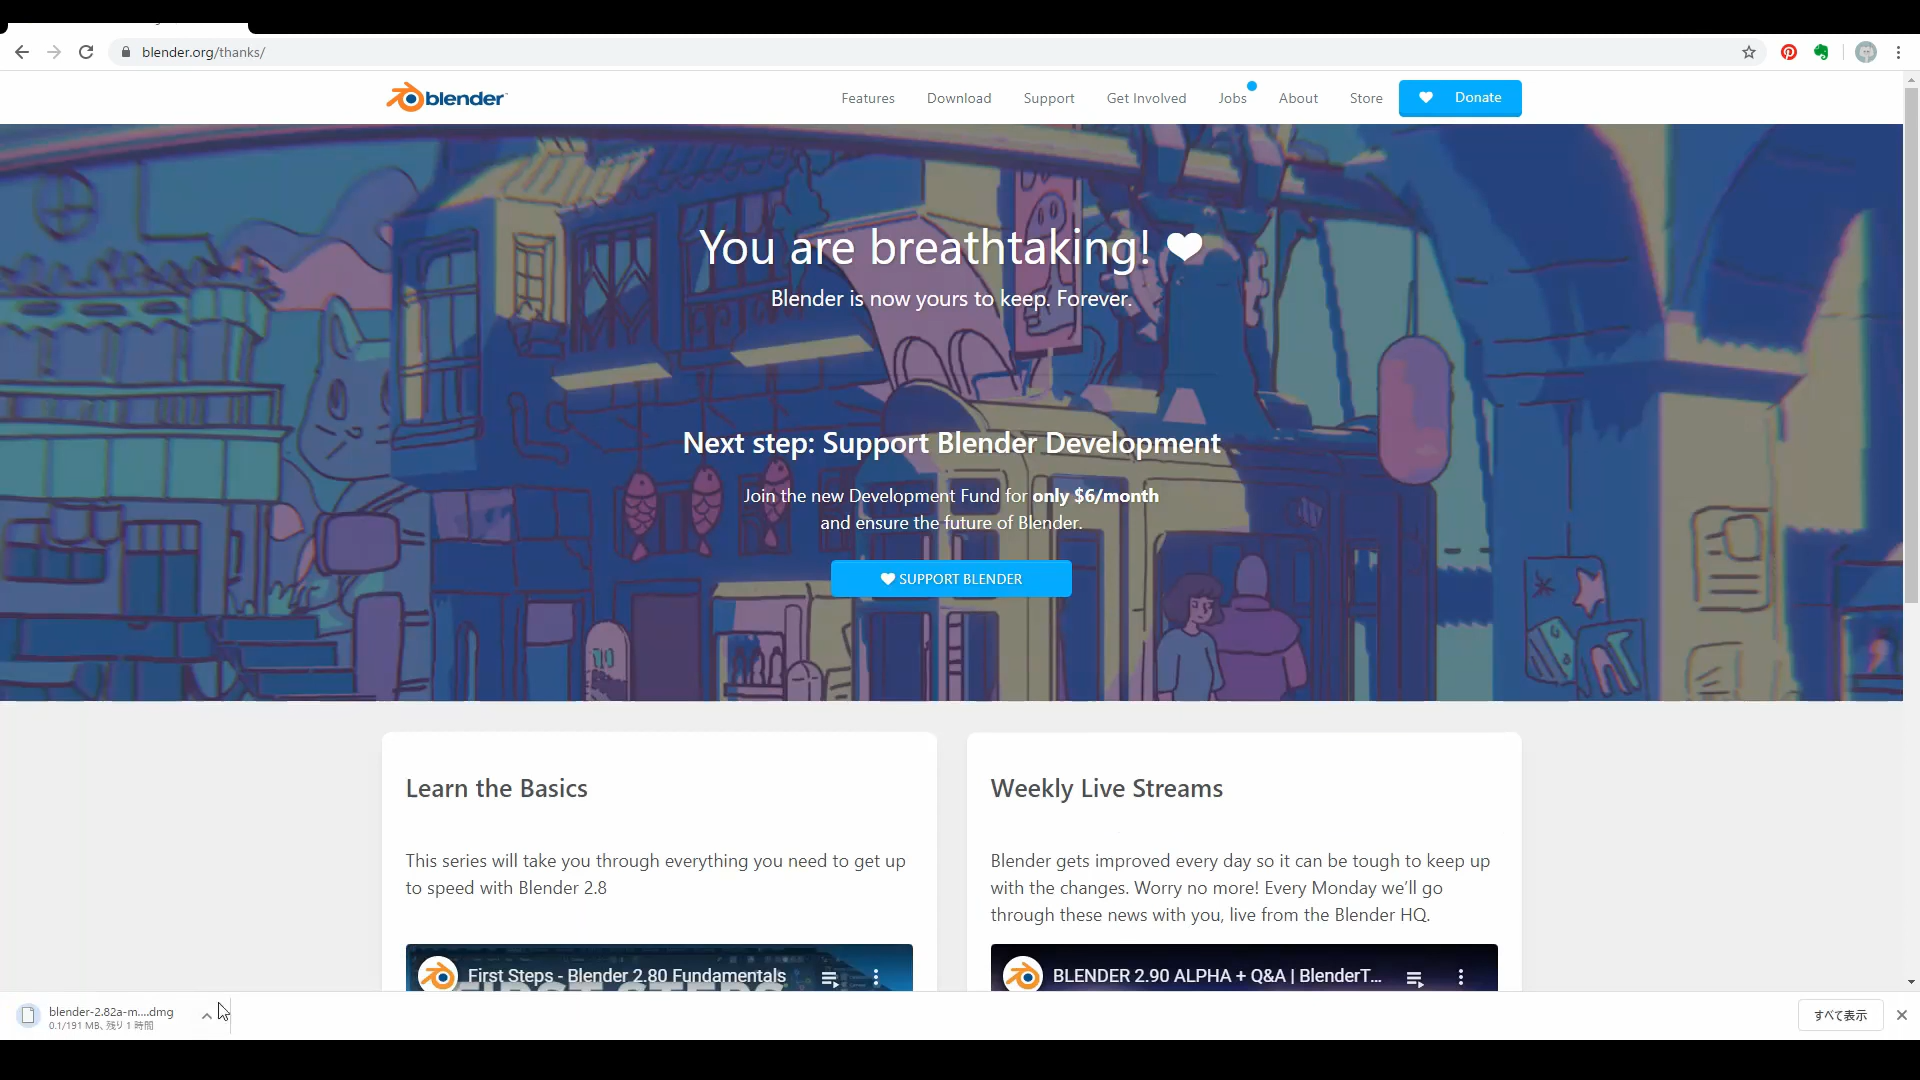 blender.org/thanks/
blender
Features
Download
Support
Get Involved
Jobs
About
Store
Donate
You are breathtaking!
Blender is now yours to keep. Forever.
Next step: Support Blender Development
Join the new Development Fund for only $6/month
and ensure the future of Blender.
SUPPORT BLENDER
Learn the Basics
This series will take you through everything you need to get up
to speed with Blender 2.8
First Steps - Blender 2.80 Fundamentals
Weekly Live Streams
Blender gets improved every day so it can be tough to keep up
with the changes. Worry no more! Every Monday we’ll go
through these news with you, live from the Blender HQ.
BLENDER 2.90 ALPHA + Q&A | BlenderT...
blender-2.82a-m....dmg
0.1/191 MB、残り 1 時間
すべて表示